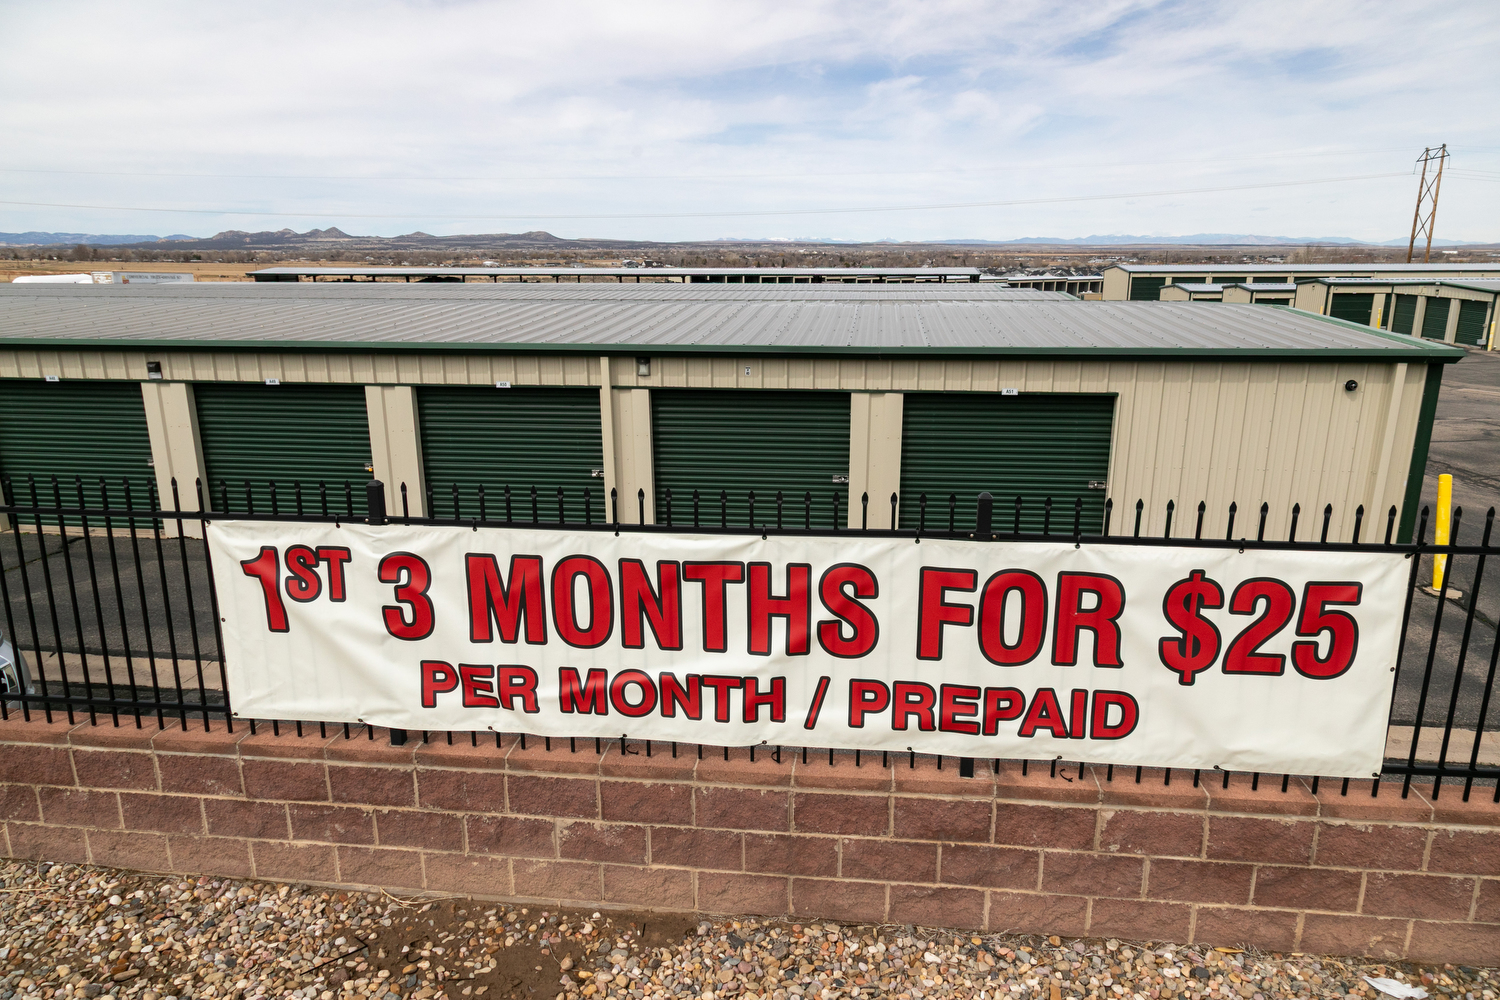 1ST 3 MONTHS FOR $25
PER MONTH / PREPAID